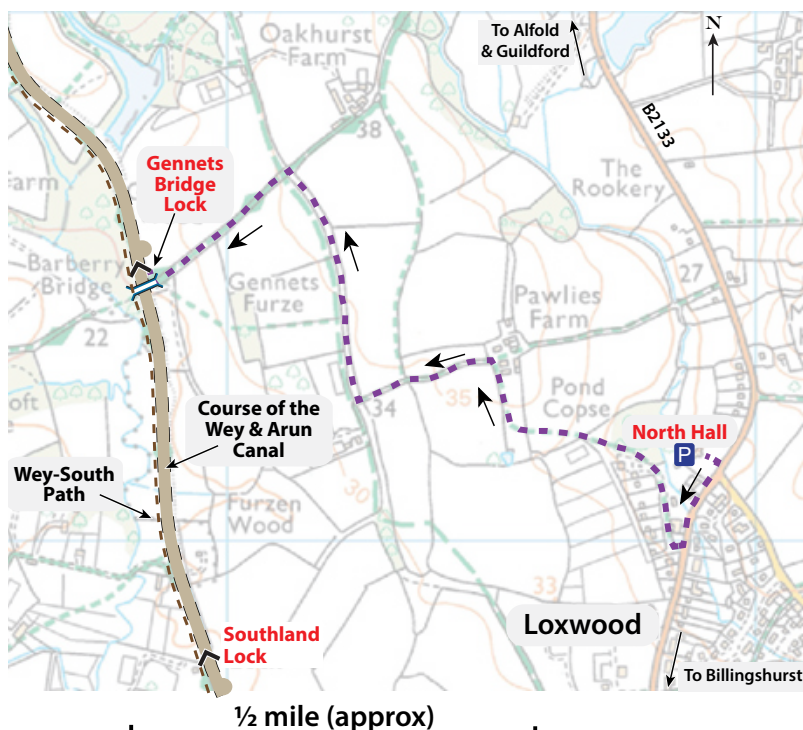 Oakhurst
Farm
To Alfold
& Guildford
N
B2133
38
Gennets
Bridge
Lock
The
Rookery
arm
Barberry
Bridge
Gennets
Furze
27
Pawlies
Farm
22
Pond
Copse
35
34
oft
Course of the
Wey & Arun
Canal
North Hall
P
Wey-South
Path
30
Furzen
Wood
33
Loxwood
Southland
Lock
To Billingshurst
½ mile (approx)